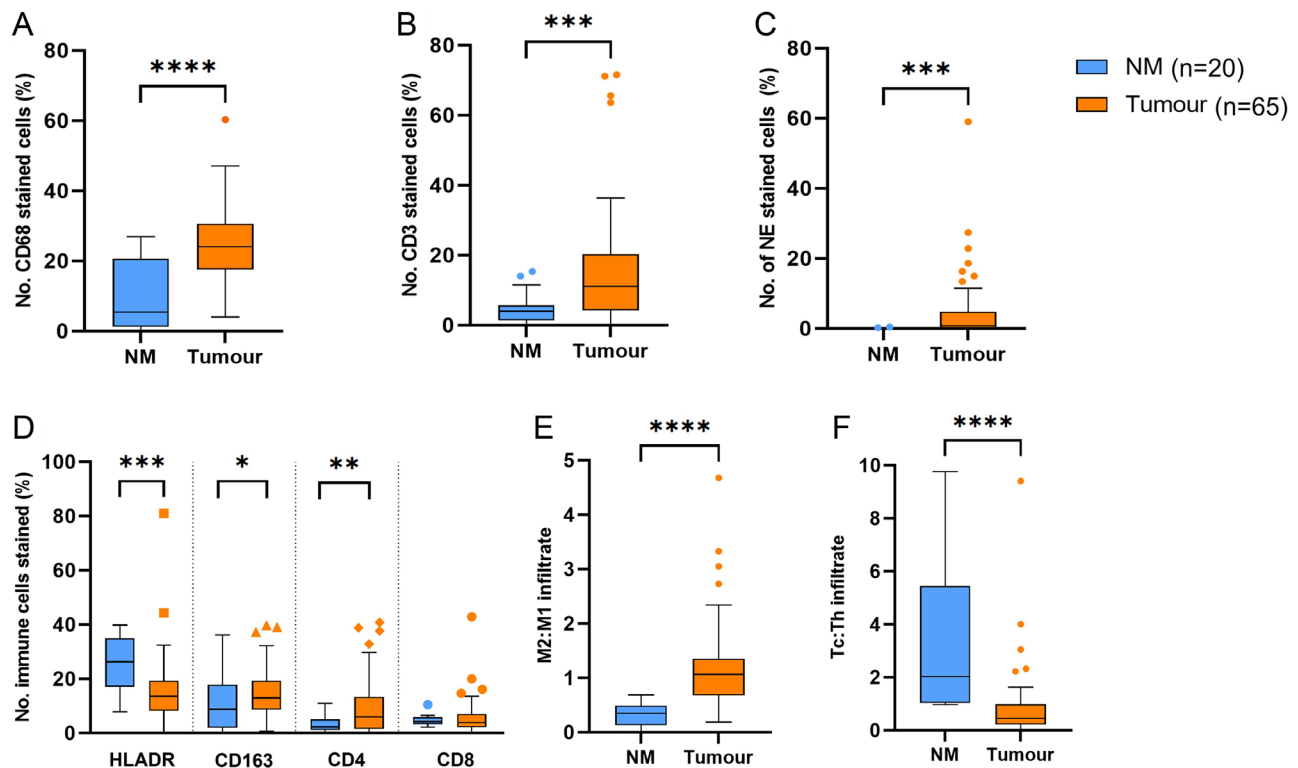 A
No. CD68 stained cells (%)
80
60
40
20
0
****
NM
Tumour
B
No. CD3 stained cells (%)
80
60
40
20
0
***
NM
Tumour
C
No. of NE stained cells (%)
80
60
40
20
0
***
NM
Tumour
NM (n=20)
Tumour (n=65)
D
No. immune cells stained (%)
100
80
60
40
20
0
***
*
**
HLADR
CD163
CD4
CD8
E
M2:M1 infiltrate
5
4
3
2
1
0
****
NM
Tumour
F
Tc:Th infiltrate
10
8
6
4
2
0
****
NM
Tumour